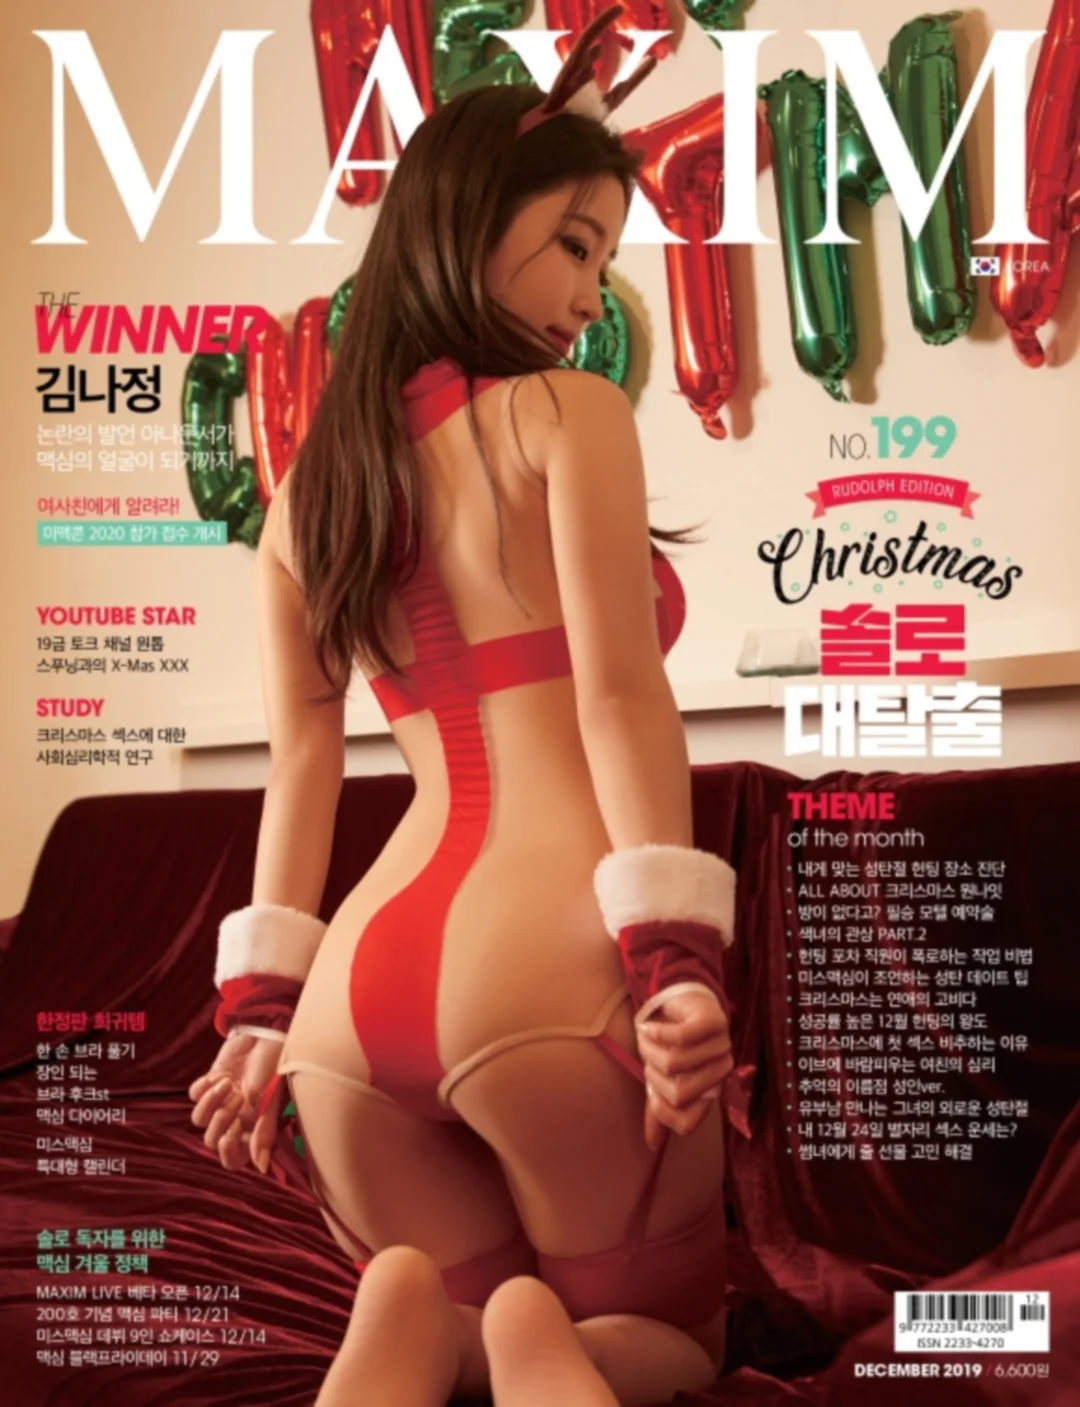 MAXIM
KOREA
THE
WINNER
김나정
논란의 발언 아나운서가
맥심의 얼굴이 되기까지
여사친에게 알려라!
미맥콘 2020 참가 접수 개시
YOUTUBE STAR
19금 토크 채널 원톱
스푸닝과의 X-Mas XXX
STUDY
크리스마스 섹스에 대한
사회심리학적 연구
한정판 희귀템
한 손 브라 풀기
장인 되는
브라 후크st
맥심 다이어리
미스맥심
특대형 캘린더
솔로 독자를 위한
맥심 겨울 정책
MAXIM LIVE 베타 오픈 12/14
200호 기념 맥심 파티 12/21
미스맥심 데뷔 9인 쇼케이스 12/14
맥심 블랙프라이데이 11/29
NO.199
RUDOLPH EDITION
Christmas
솔로
대탈출
THEME
of the month
• 내게 맞는 성탄절 헌팅 장소 진단
• ALL ABOUT 크리스마스 원나잇
• 방이 없다고? 필승 모텔 예약술
• 색녀의 관상 PART.2
• 헌팅 포차 직원이 폭로하는 작업 비법
• 미스맥심이 조언하는 성탄 데이트 팁
• 크리스마스는 연애의 고비다
• 성공률 높은 12월 헌팅의 왕도
• 크리스마스에 첫 섹스 비추하는 이유
• 이브에 바람피우는 여친의 심리
• 추억의 이름점 성인ver.
• 유부남 만나는 그녀의 외로운 성탄절
• 내 12월 24일 별자리 섹스 운세는?
• 썸녀에게 줄 선물 고민 해결
12
9 772233 427008
ISSN 2233-4270
DECEMBER 2019 / 6,600원